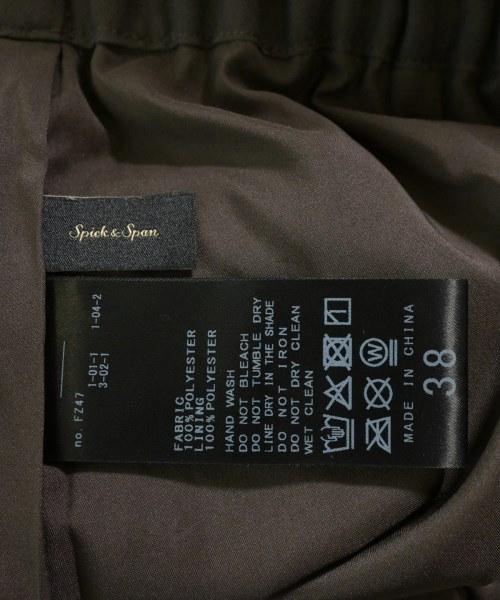 Spick & Span
no. FZ47
1-01-1 1-04-2
3-02-1
FABRIC
100% POLYESTER
LINING
100% POLYESTER
HAND WASH
DO NOT BLEACH
DO NOT TUMBLE DRY
LINE DRY IN THE SHADE
DO NOT IRON
DO NOT DRY CLEAN
WET CLEAN
W
MADE IN CHINA
38